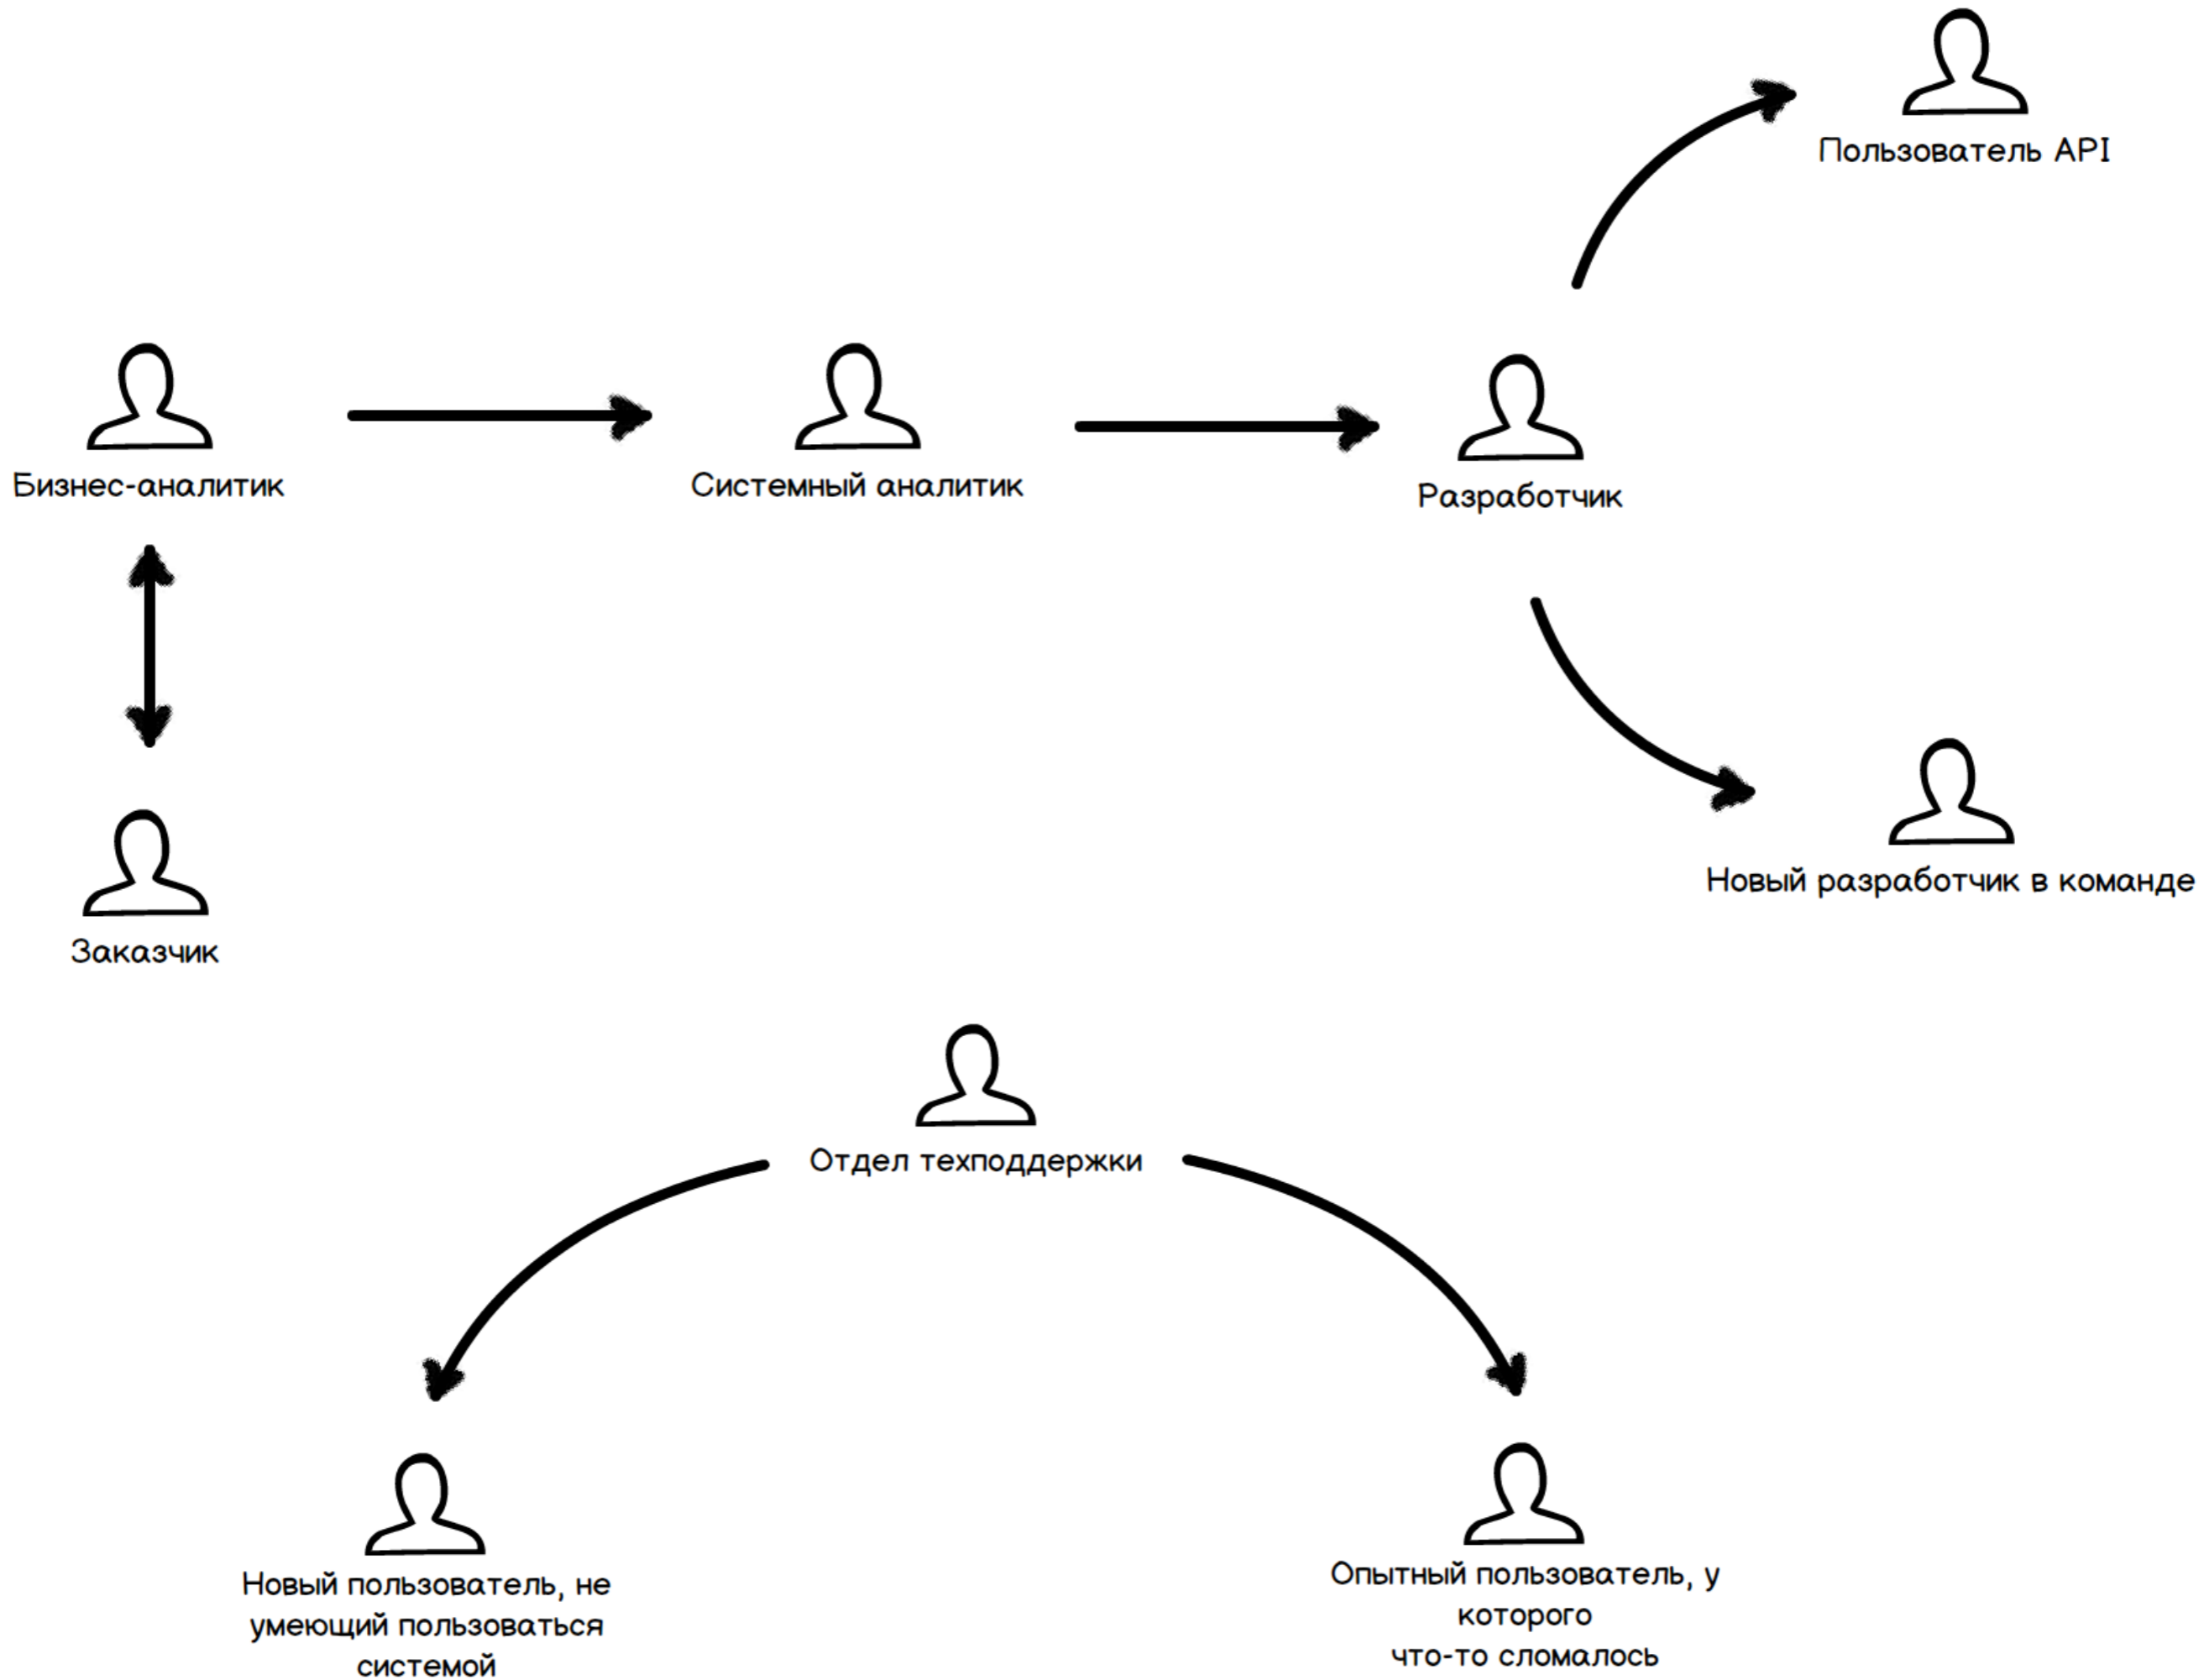 Пользователь API
Бизнес-аналитик
Системный аналитик
Разработчик
Новый разработчик в команде
Заказчик
Отдел техподдержки
Новый пользователь, не
умеющий пользоваться
системой
Опытный пользователь, у
которого
что-то сломалось